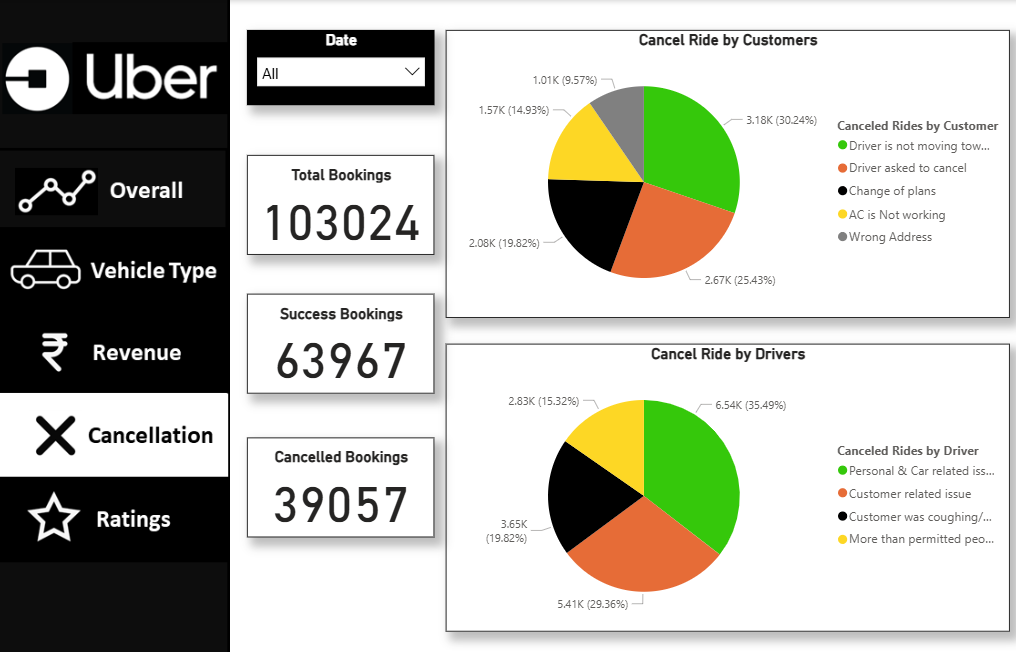 Uber
Overall
Vehicle Type
₹
Revenue
Cancellation
Ratings
Date
All
Total Bookings
103024
Success Bookings
63967
Cancelled Bookings
39057
Cancel Ride by Customers
1.01K (9.57%)
1.57K (14.93%)
3.18K (30.24%)
2.08K (19.82%)
2.67K (25.43%)
Canceled Rides by Customer
Driver is not moving tow...
Driver asked to cancel
Change of plans
AC is Not working
Wrong Address
Cancel Ride by Drivers
2.83K (15.32%)
6.54K (35.49%)
3.65K
(19.82%)
5.41K (29.36%)
Canceled Rides by Driver
Personal & Car related iss...
Customer related issue
Customer was coughing/...
More than permitted peo...